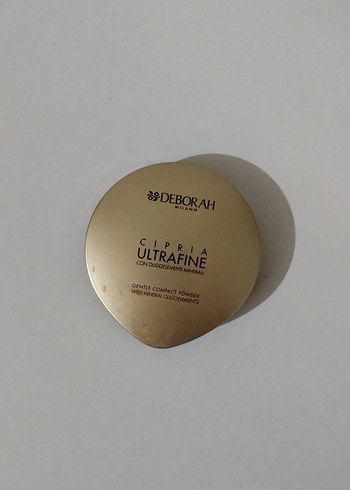 DEBORAH
MILANO
CIPRIA
ULTRAFINE
CON OLIGOELEMENTI MINERALI
GENTLE COMPACT POWDER
WITH MINERAL OLIGOELEMENTS